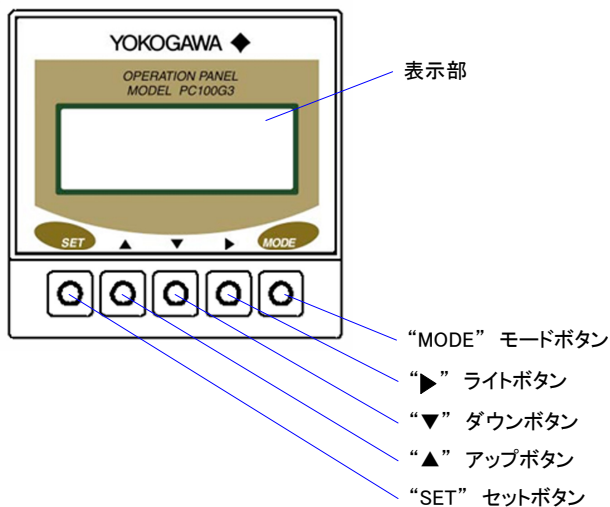 YOKOGAWA ◆
OPERATION PANEL
MODEL PC100G3
表示部
SET ▲ ▼ ▶ MODE
“MODE” モードボタン
“▶” ライトボタン
“▼” ダウンボタン
“▲” アップボタン
“SET” セットボタン